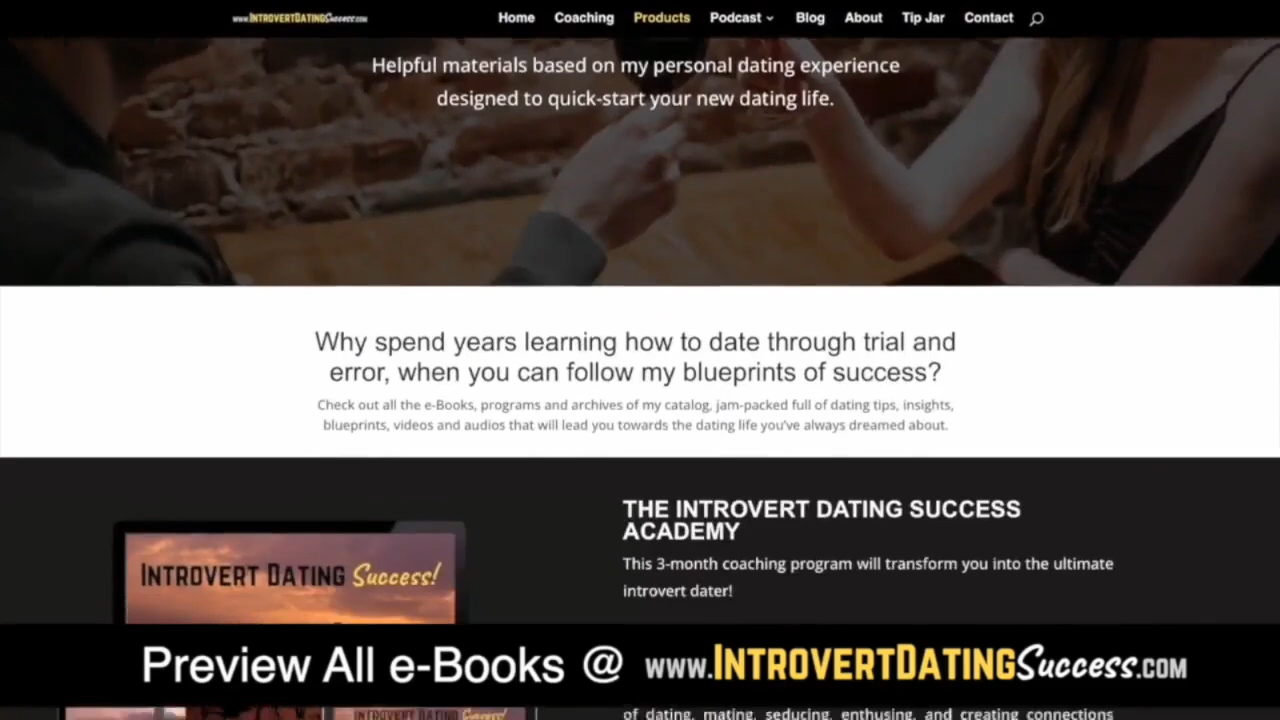 www.INTROVERTDATINGSuccess.com
Home Coaching Products Podcast Blog About Tip Jar Contact
Helpful materials based on my personal dating experience
designed to quick-start your new dating life.
Why spend years learning how to date through trial and
error, when you can follow my blueprints of success?
Check out all the e-Books, programs and archives of my catalog, jam-packed full of dating tips, insights,
blueprints, videos and audios that will lead you towards the dating life you've always dreamed about.
INTROVERT DATING Success!
THE INTROVERT DATING SUCCESS
ACADEMY
This 3-month coaching program will transform you into the ultimate
introvert dater!
Preview All e-Books @ www.INTROVERTDATINGSuccess.com
INTROVERT DATING Success!
of dating, mating, seducing, enthusing, and creating connections